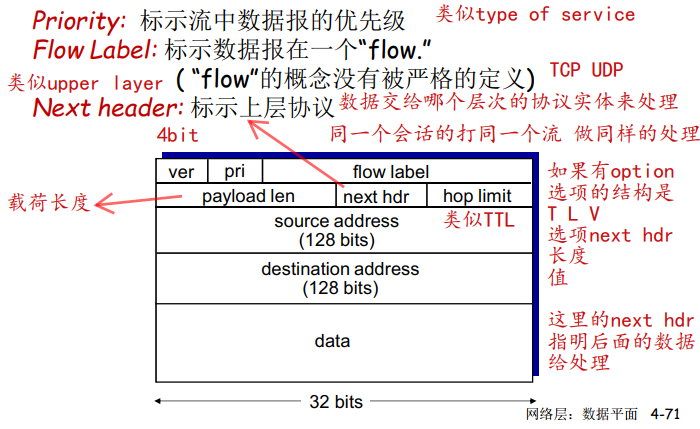 Priority: 标示流中数据报的优先级
类似type of service
Flow Label: 标示数据报在一个“flow.”
类似upper layer
( “flow”的概念没有被严格的定义)
TCP UDP
Next header: 标示上层协议
数据交给哪个层次的协议实体来处理
4bit
同一个会话的打同一个流 做同样的处理
ver
pri
flow label
载荷长度
payload len
next hdr
hop limit
source address
(128 bits)
类似TTL
destination address
(128 bits)
data
32 bits
如果有option
选项的结构是
T L V
选项next hdr
长度
值
这里的next hdr
指明后面的数据
给处理
网络层：数据平面 4-71